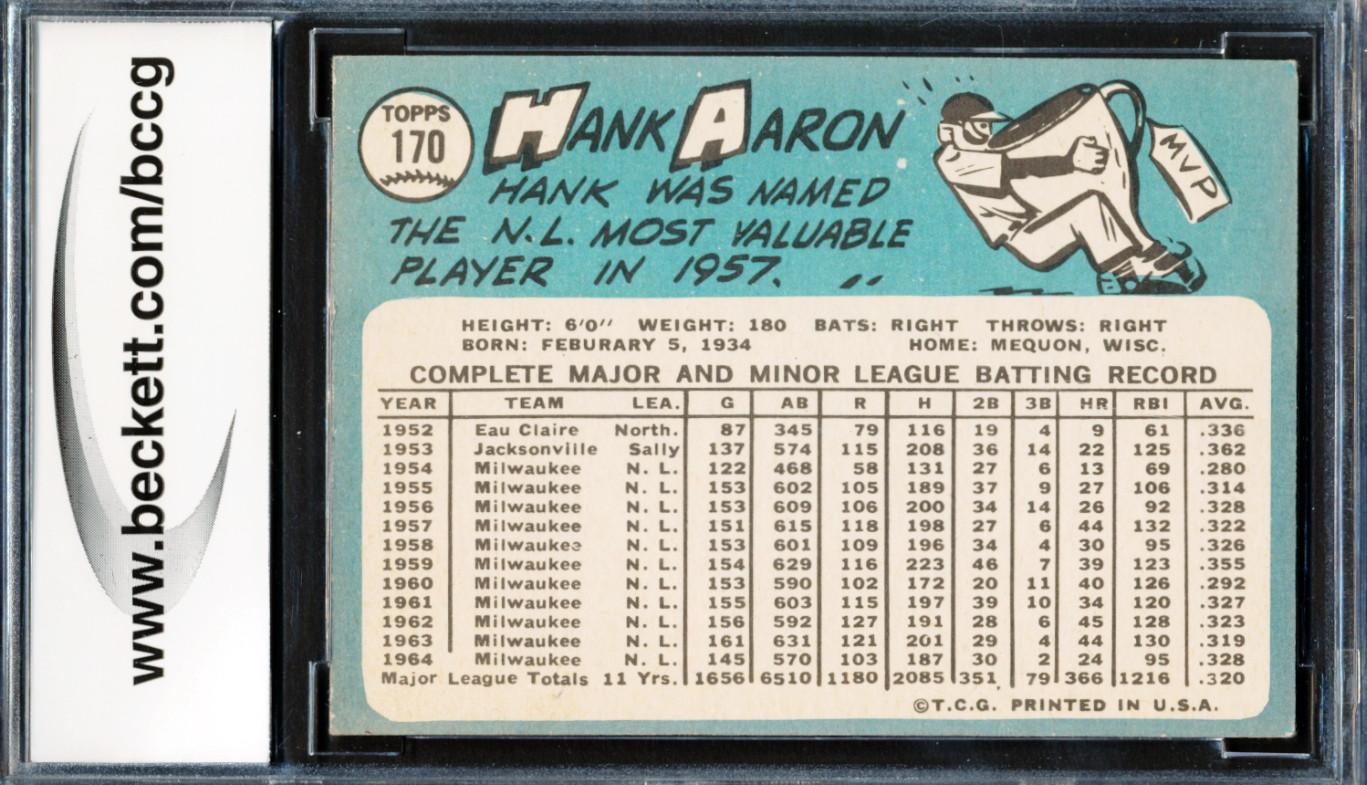 www.beckett.com/bccg
TOPPS
170
HANK AARON
HANK WAS NAMED
THE N.L. MOST VALUABLE
PLAYER IN 1957.
MVP
HEIGHT: 6'0" WEIGHT: 180 BATS: RIGHT THROWS: RIGHT
BORN: FEBURARY 5, 1934 HOME: MEQUON, WISC.
COMPLETE MAJOR AND MINOR LEAGUE BATTING RECORD
YEAR TEAM LEA. G AB R H 2B 3B HR RBI AVG.
1952 Eau Claire North. 87 345 79 116 19 4 9 61 .336
1953 Jacksonville Sally 137 574 115 208 36 14 22 125 .362
1954 Milwaukee N. L. 122 468 58 131 27 6 13 69 .280
1955 Milwaukee N. L. 153 602 105 189 37 9 27 106 .314
1956 Milwaukee N. L. 153 609 106 200 34 14 26 92 .328
1957 Milwaukee N. L. 151 615 118 198 27 6 44 132 .322
1958 Milwaukee N. L. 153 601 109 196 34 4 30 95 .326
1959 Milwaukee N. L. 154 629 116 223 46 7 39 123 .355
1960 Milwaukee N. L. 153 590 102 172 20 11 40 126 .292
1961 Milwaukee N. L. 155 603 115 197 39 10 34 120 .327
1962 Milwaukee N. L. 156 592 127 191 28 6 45 128 .323
1963 Milwaukee N. L. 161 631 121 201 29 4 44 130 .319
1964 Milwaukee N. L. 145 570 103 187 30 2 24 95 .328
Major League Totals 11 Yrs. 1656 6510 1180 2085 351 79 366 1216 .320
©T.C.G. PRINTED IN U.S.A.